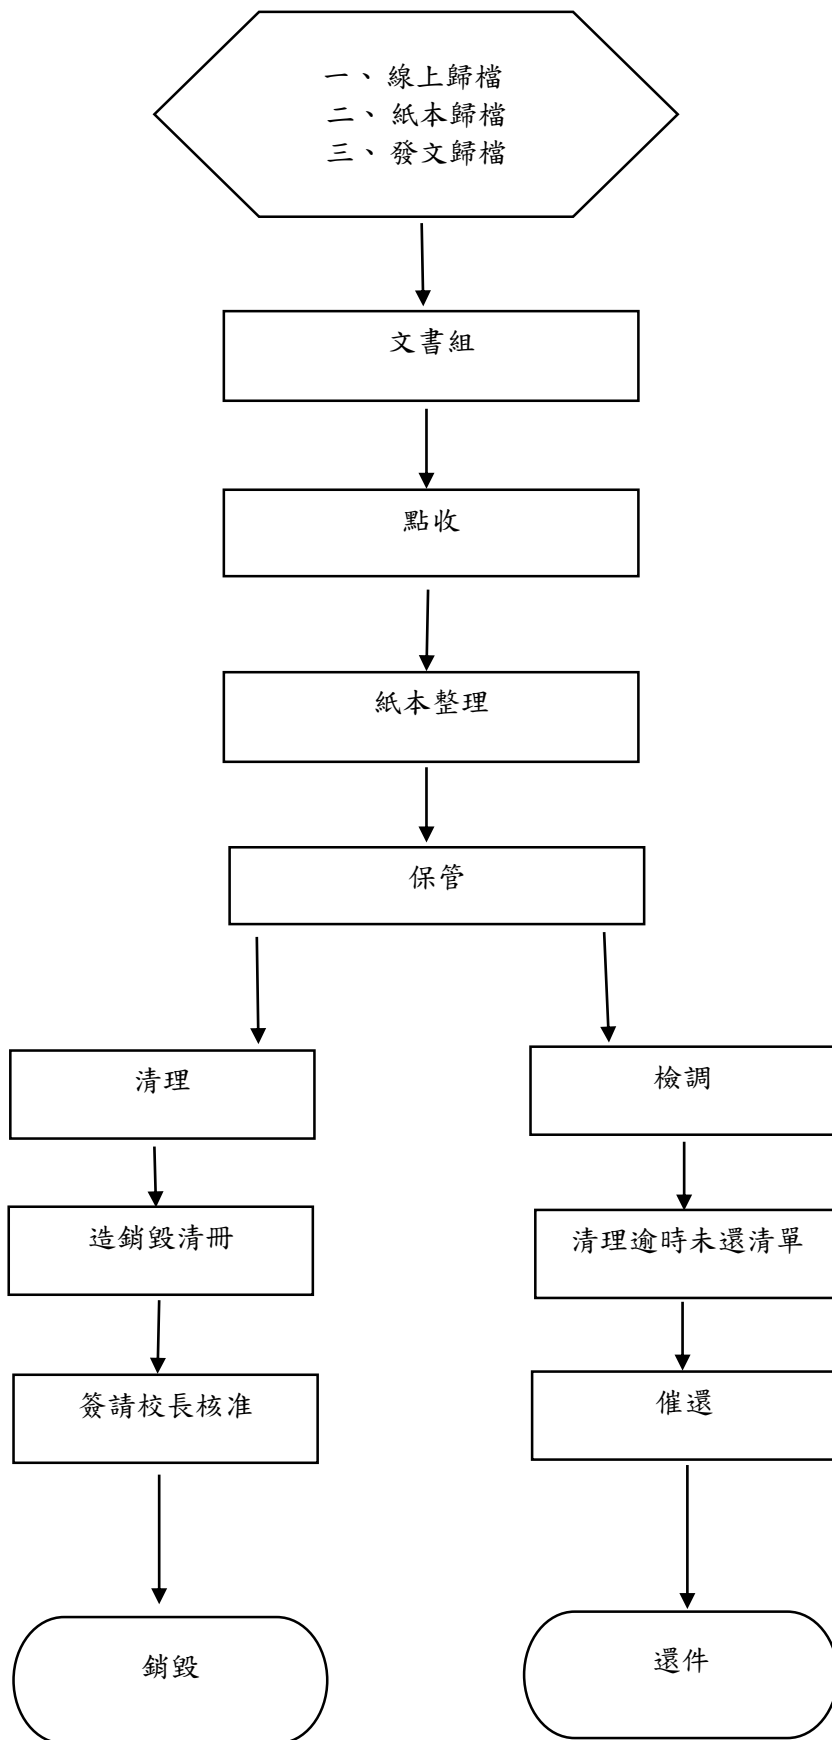 一、線上歸檔
二、紙本歸檔
三、發文歸檔
文書組
點收
紙本整理
保管
清理
檢調
造銷毀清冊
清理逾時未還清單
簽請校長核准
催還
銷毀
還件